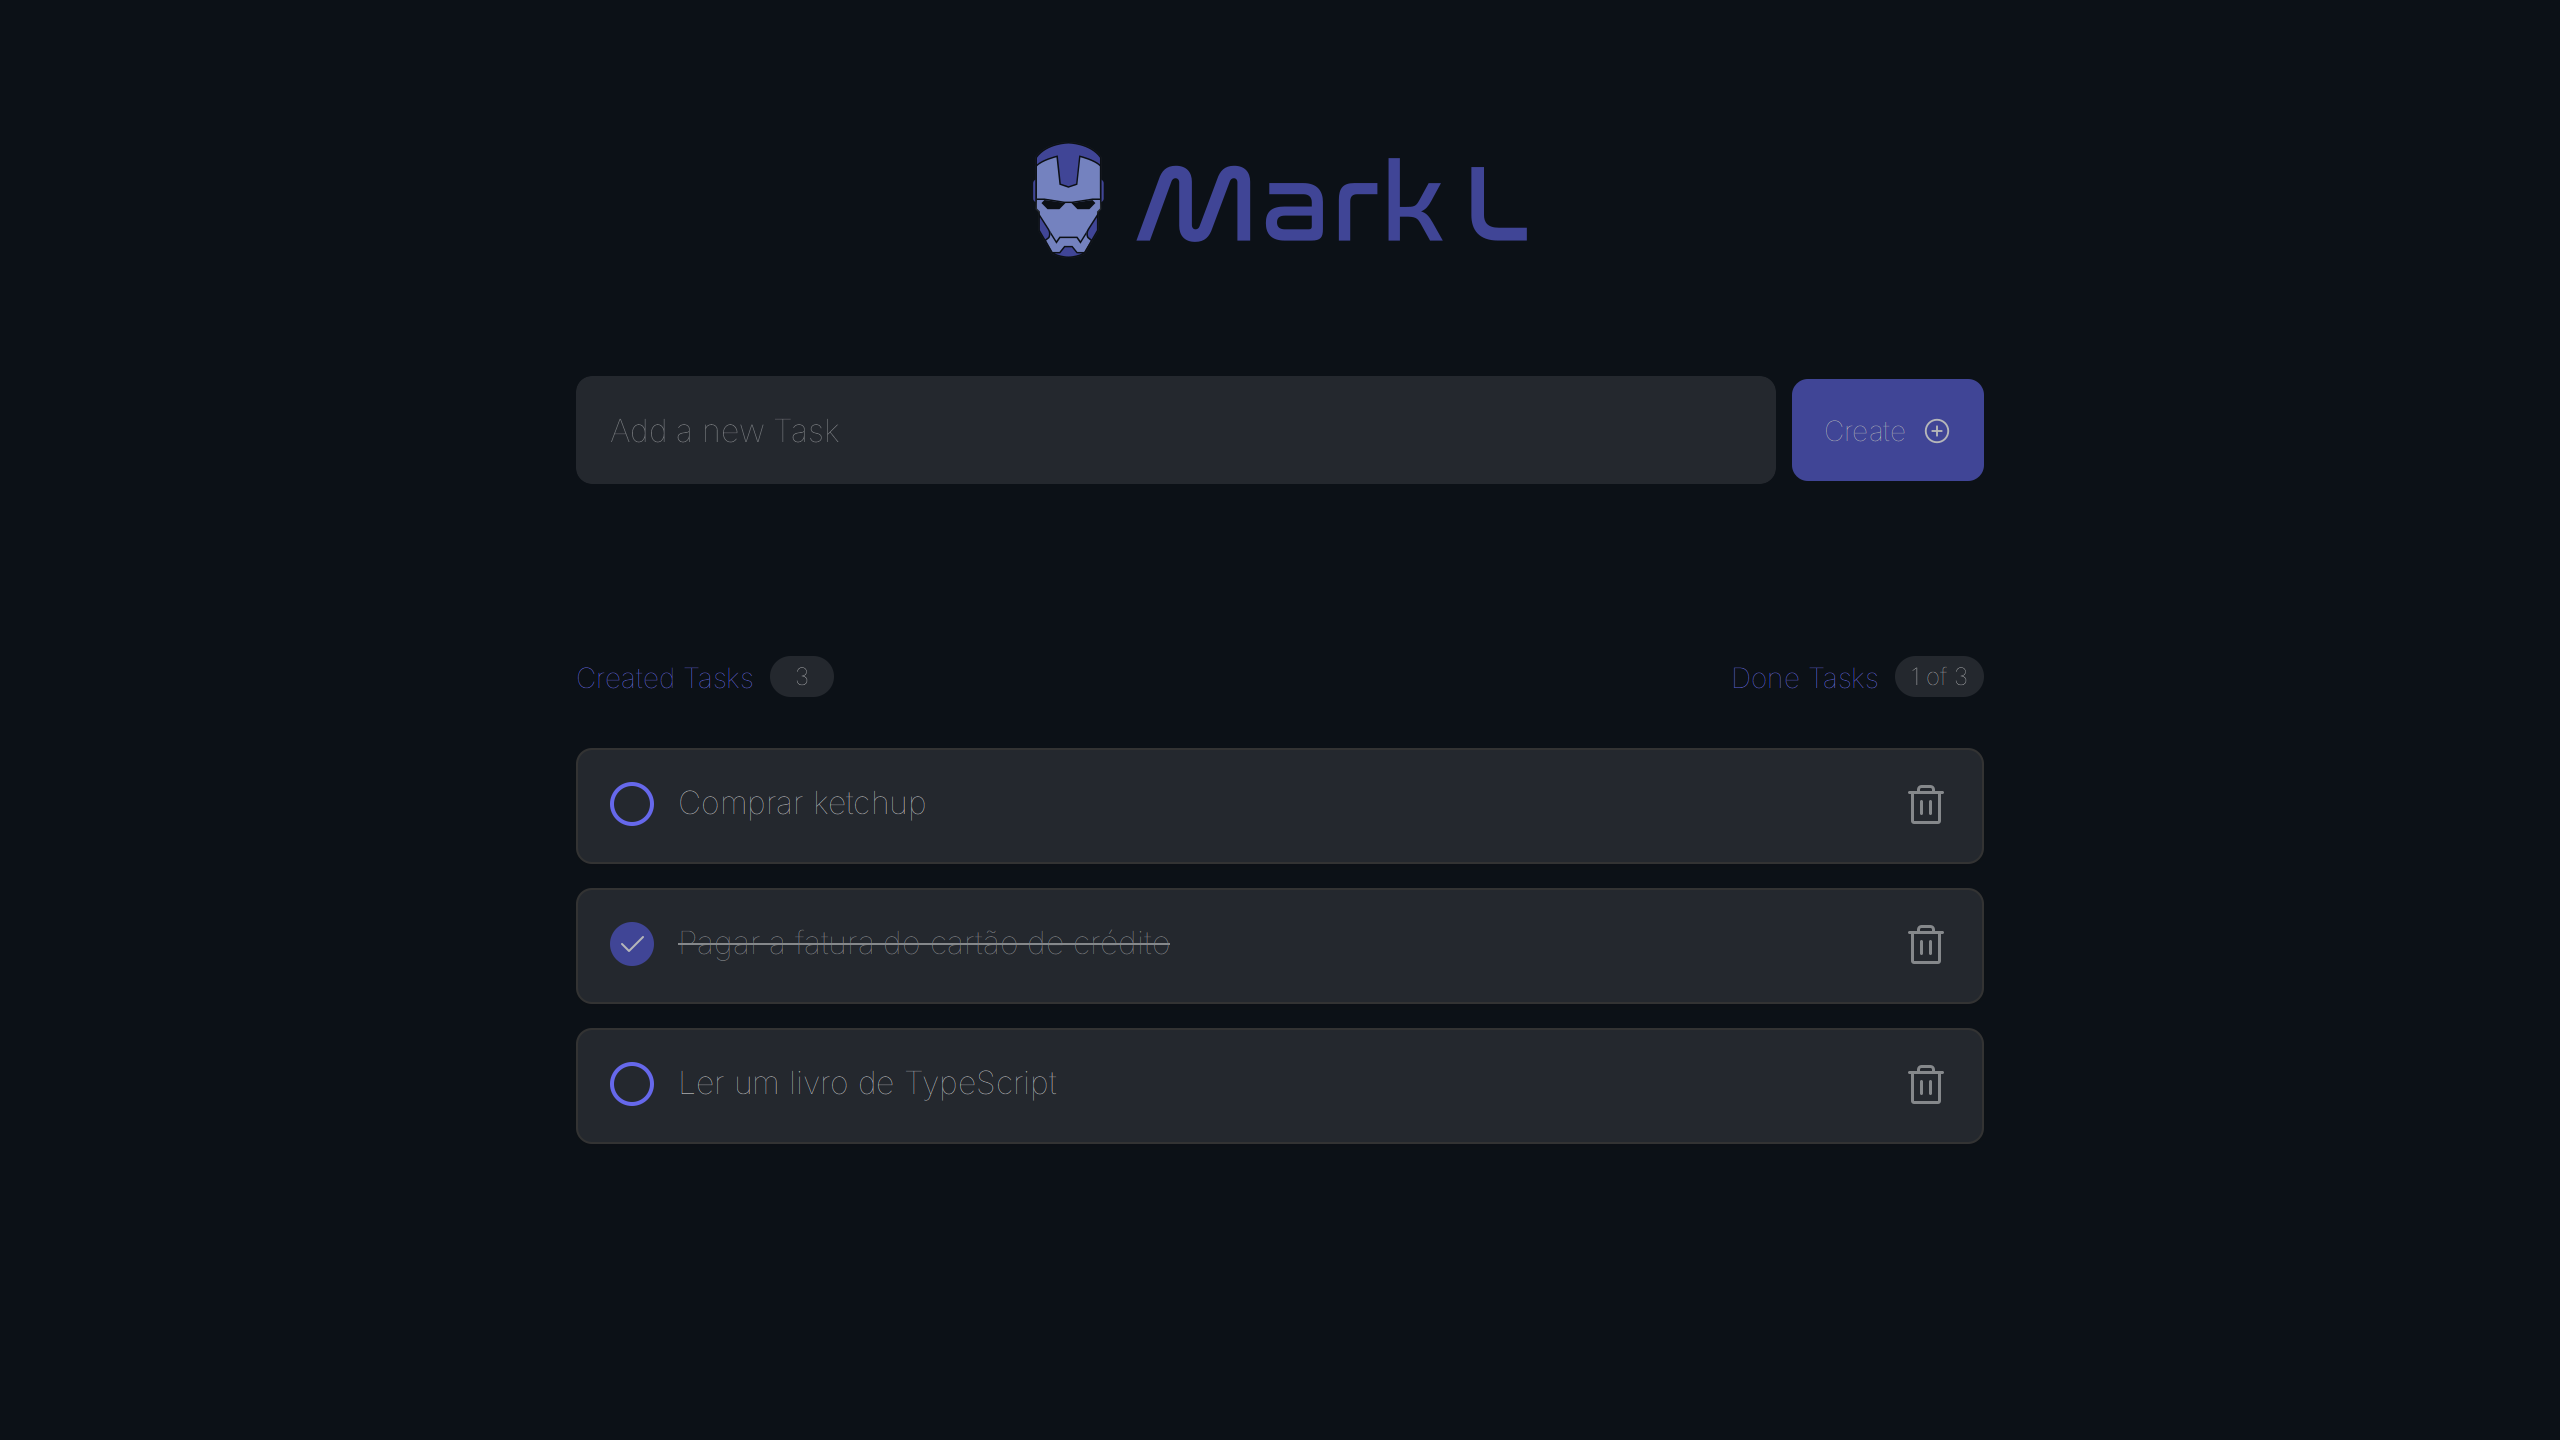 Mark L
Add a new Task
Create
Created Tasks 3
Done Tasks 1 of 3
Comprar ketchup
Pagar a fatura do cartão de crédito
Ler um livro de TypeScript